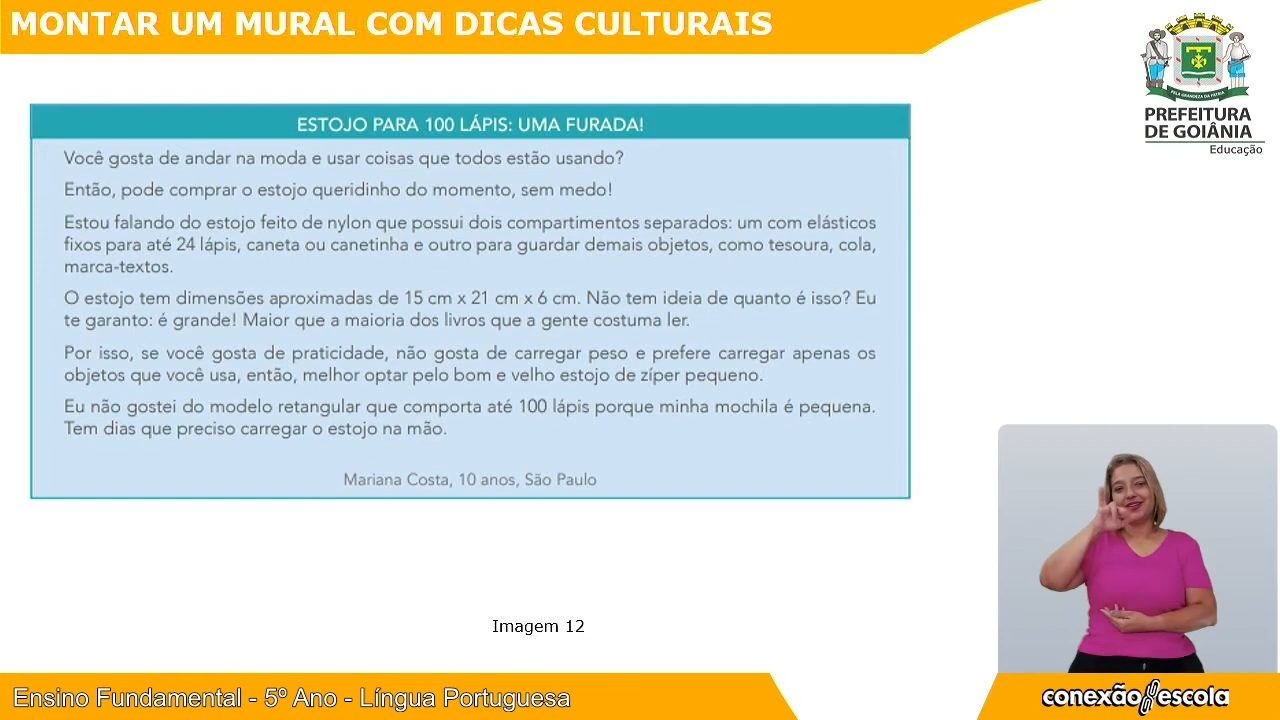 MONTAR UM MURAL COM DICAS CULTURAIS
PELA GRANDEZA DA PÁTRIA
PREFEITURA
DE GOIÂNIA
Educação
ESTOJO PARA 100 LÁPIS: UMA FURADA!
Você gosta de andar na moda e usar coisas que todos estão usando?
Então, pode comprar o estojo queridinho do momento, sem medo!
Estou falando do estojo feito de nylon que possui dois compartimentos separados: um com elásticos
fixos para até 24 lápis, caneta ou canetinha e outro para guardar demais objetos, como tesoura, cola,
marca-textos.
O estojo tem dimensões aproximadas de 15 cm x 21 cm x 6 cm. Não tem ideia de quanto é isso? Eu
te garanto: é grande! Maior que a maioria dos livros que a gente costuma ler.
Por isso, se você gosta de praticidade, não gosta de carregar peso e prefere carregar apenas os
objetos que você usa, então, melhor optar pelo bom e velho estojo de zíper pequeno.
Eu não gostei do modelo retangular que comporta até 100 lápis porque minha mochila é pequena.
Tem dias que preciso carregar o estojo na mão.
Mariana Costa, 10 anos, São Paulo
Imagem 12
Ensino Fundamental - 5º Ano - Língua Portuguesa
conexão escola